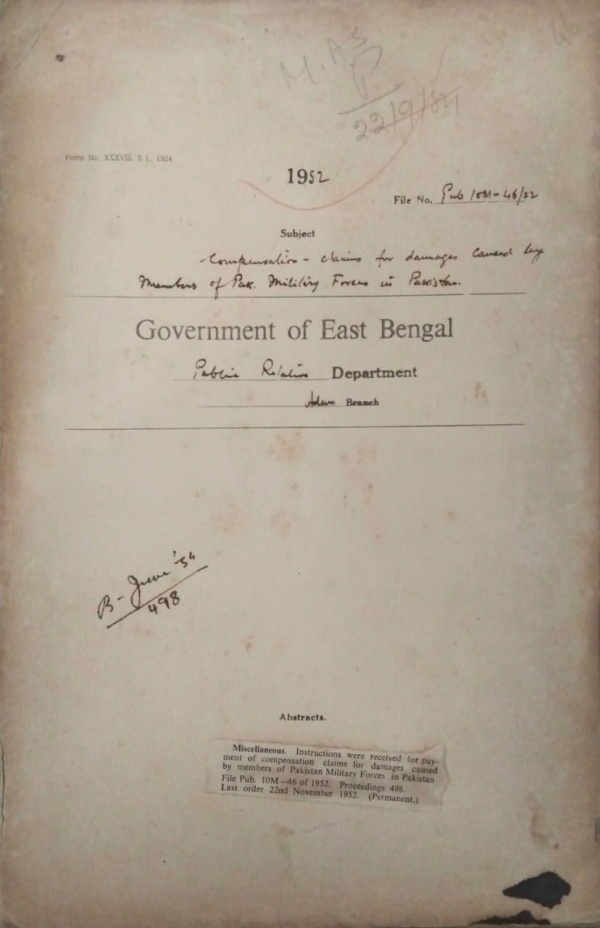 M.A.S
22/9/54
Form No. XXXVIII. S 1., 1954
1952
File No. Pub 10M-46/52
Subject
Compensation - claims for damages caused by
Members of Pak. Military Forces in Pakistan.
Government of East Bengal
Public Relation Department
Branch
B- June '54
498
Abstracts.
Miscellaneous. Instructions were received for pay-
ment of compensation claims for damages caused
by members of Pakistan Military Forces in Pakistan
File Pub. 10M—46 of 1952. Proceedings 498.
Last order 22nd November 1952. (Permanent.)